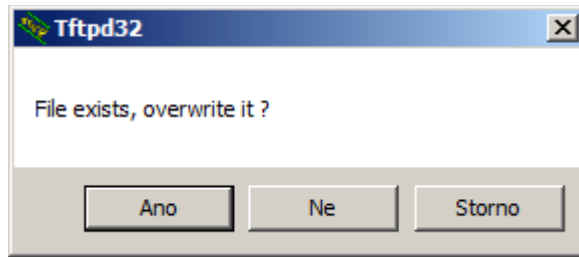 Tftpd32
File exists, overwrite it ?
Ano
Ne
Storno